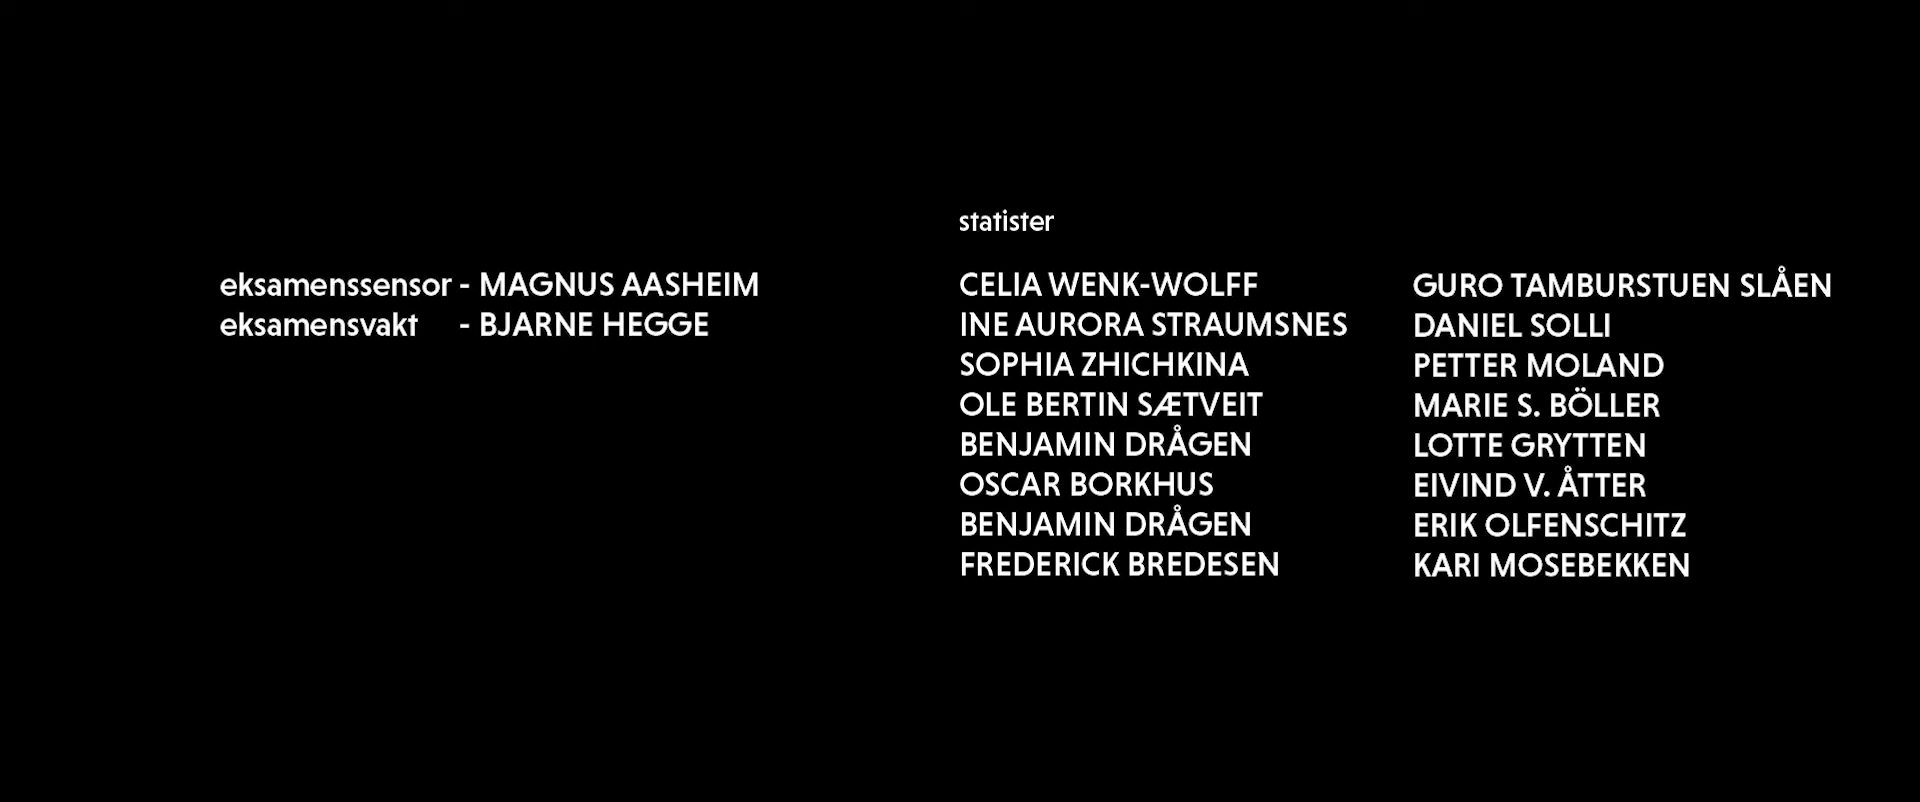 eksamenssensor - MAGNUS AASHEIM
eksamensvakt - BJARNE HEGGE
statister
CELIA WENK-WOLFF
INE AURORA STRAUMSNES
SOPHIA ZHICHKINA
OLE BERTIN SÆTVEIT
BENJAMIN DRÅGEN
OSCAR BORKHUS
BENJAMIN DRÅGEN
FREDERICK BREDESEN
GURO TAMBURSTUEN SLÅEN
DANIEL SOLLI
PETTER MOLAND
MARIE S. BÖLLER
LOTTE GRYTTEN
EIVIND V. ÅTTER
ERIK OLFENSCHITZ
KARI MOSEBEKKEN